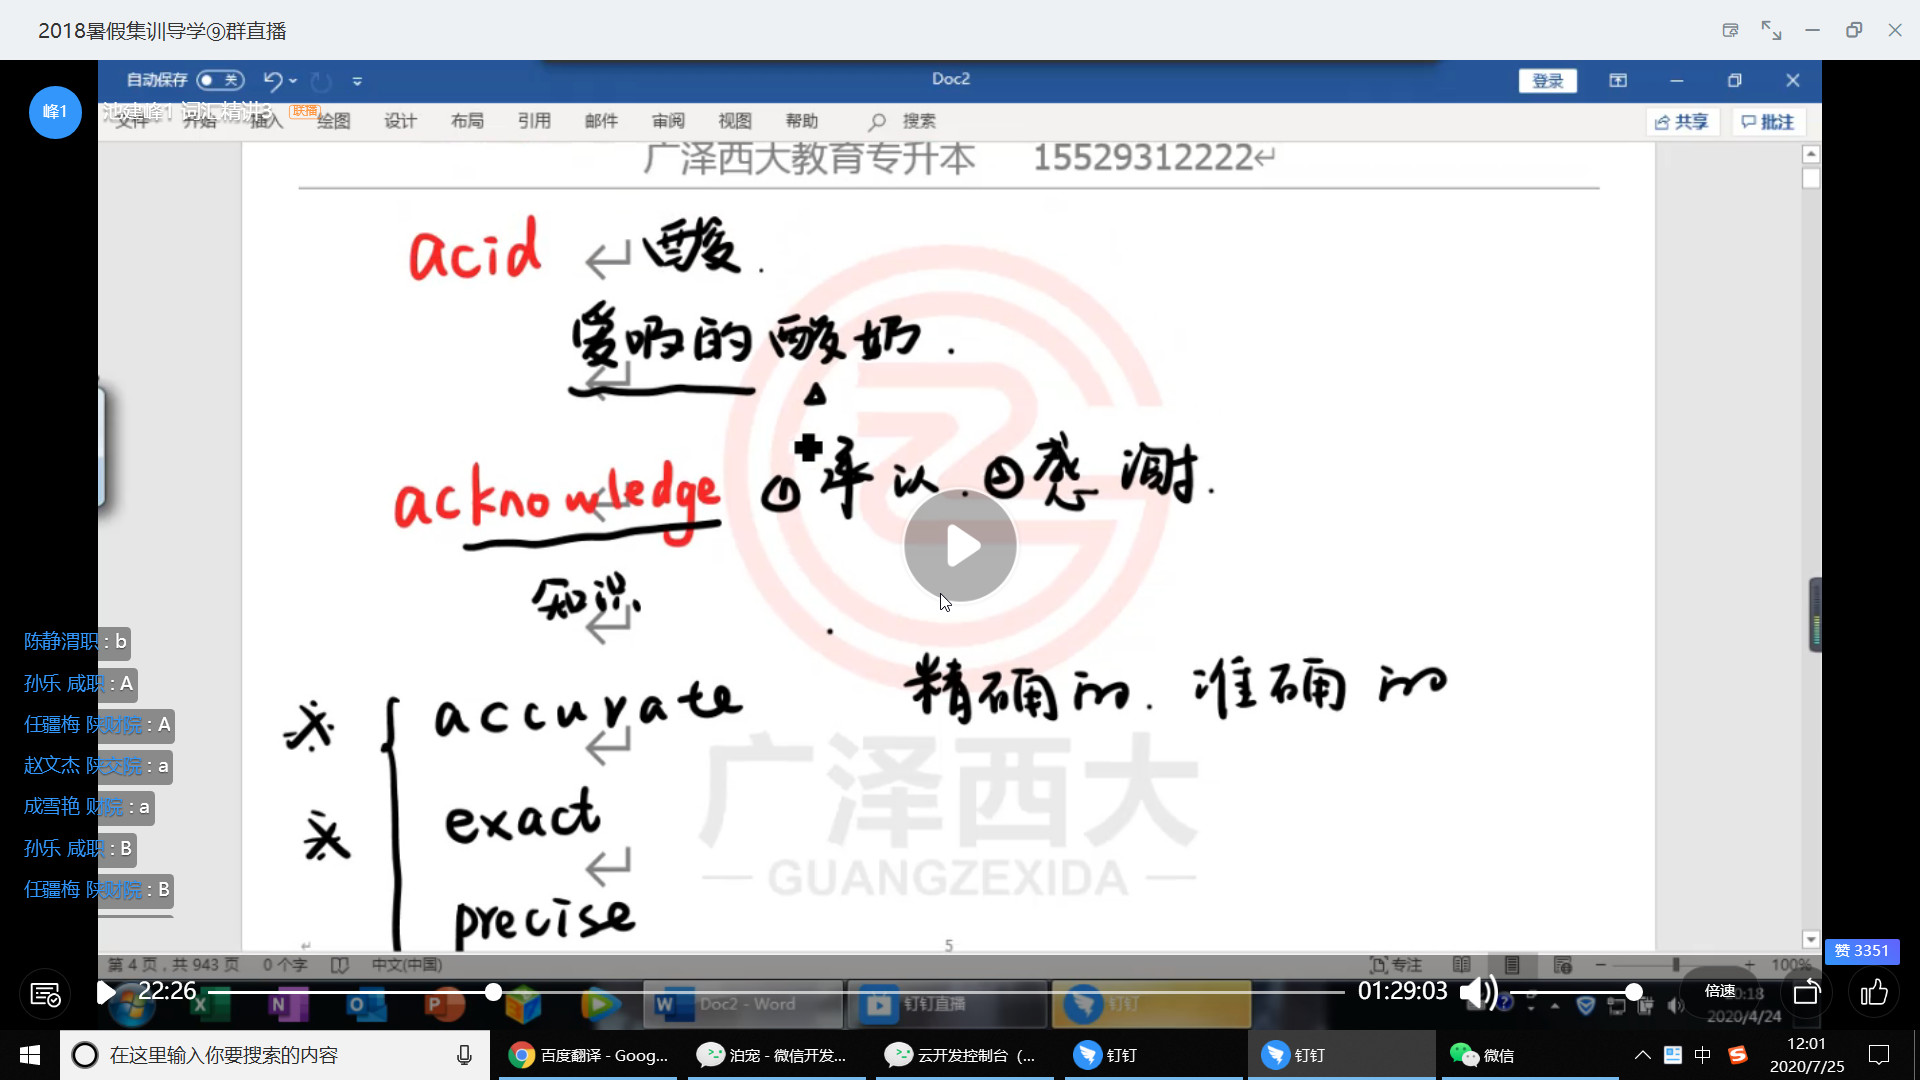 2018暑假集训导学⑨群直播
自动保存 关
Doc2
登录
峰1
池建峰1 词汇精讲3 联播
文件 开始 插入 绘图 设计 布局 引用 邮件 审阅 视图 帮助 搜索
共享 批注
广泽西大教育专升本 15529312222
acid 酸.
爱吗的酸奶.
acknowledge ①承认.②感谢.
知识
accurate 精确的.准确的
exact
precise
广泽西大
GUANGZEXIDA
5
陈静渭职 : b
孙乐 咸职 : A
任疆梅 陕财院 : A
赵文杰 陕交院 : a
成雪艳 财院 : a
孙乐 咸职 : B
任疆梅 陕财院 : B
赞 3351
第 4 页,共 943 页 0 个字 中文(中国)
专注 100%
22:26
01:29:03
倍速
Doc2 - Word
钉钉直播
钉钉
2020/4/24
在这里输入你要搜索的内容
百度翻译 - Goog...
泊宠 - 微信开发...
云开发控制台 (...
钉钉
钉钉
微信
中
12:01
2020/7/25